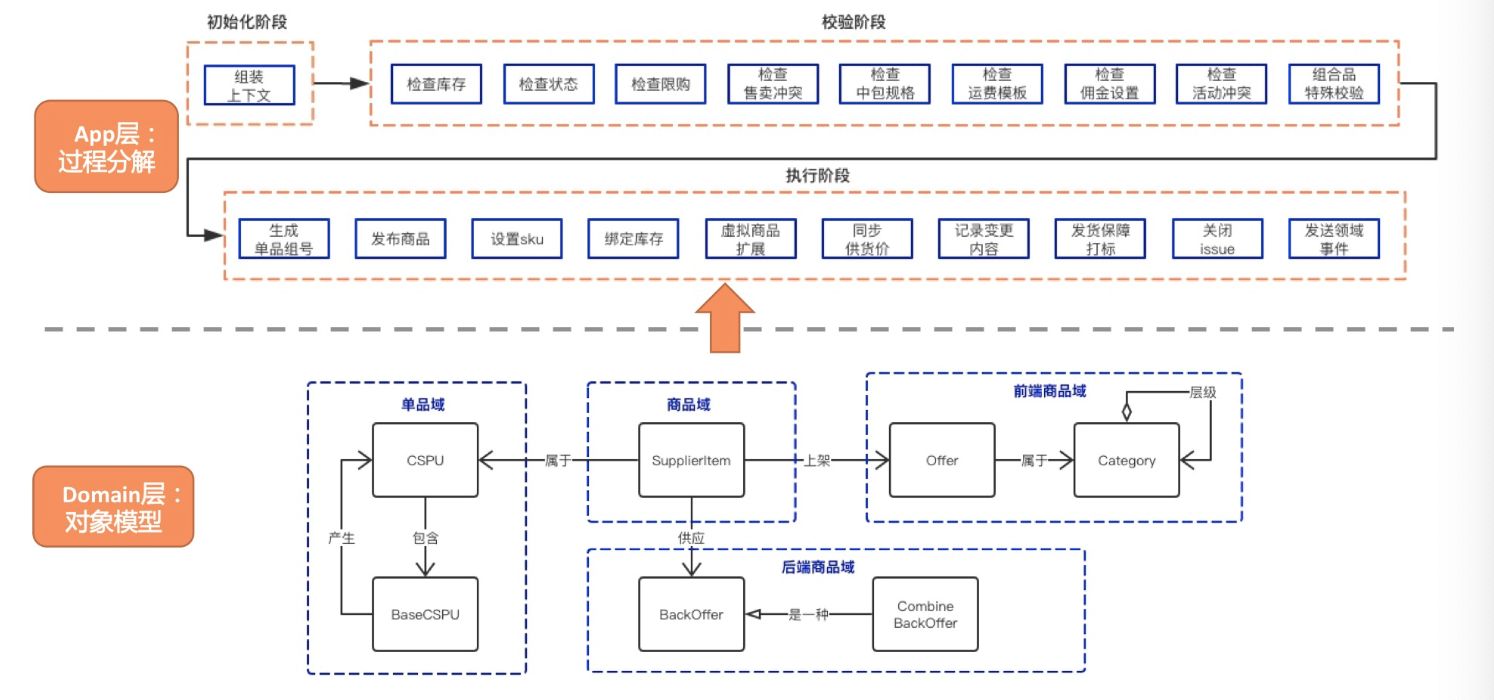 初始化阶段
校验阶段
组装
上下文
检查库存
检查状态
检查限购
检查
售卖冲突
检查
中包规格
检查
运费模板
检查
佣金设置
检查
活动冲突
组合品
特殊校验
App层：
过程分解
执行阶段
生成
单品组号
发布商品
设置sku
绑定库存
虚拟商品
扩展
同步
供货价
记录变更
内容
发货保障
打标
关闭
issue
发送领域
事件
Domain层：
对象模型
单品域
CSPU
产生
包含
BaseCSPU
属于
商品域
SupplierItem
上架
供应
前端商品域
层级
Offer
属于
Category
后端商品域
BackOffer
是一种
Combine
BackOffer